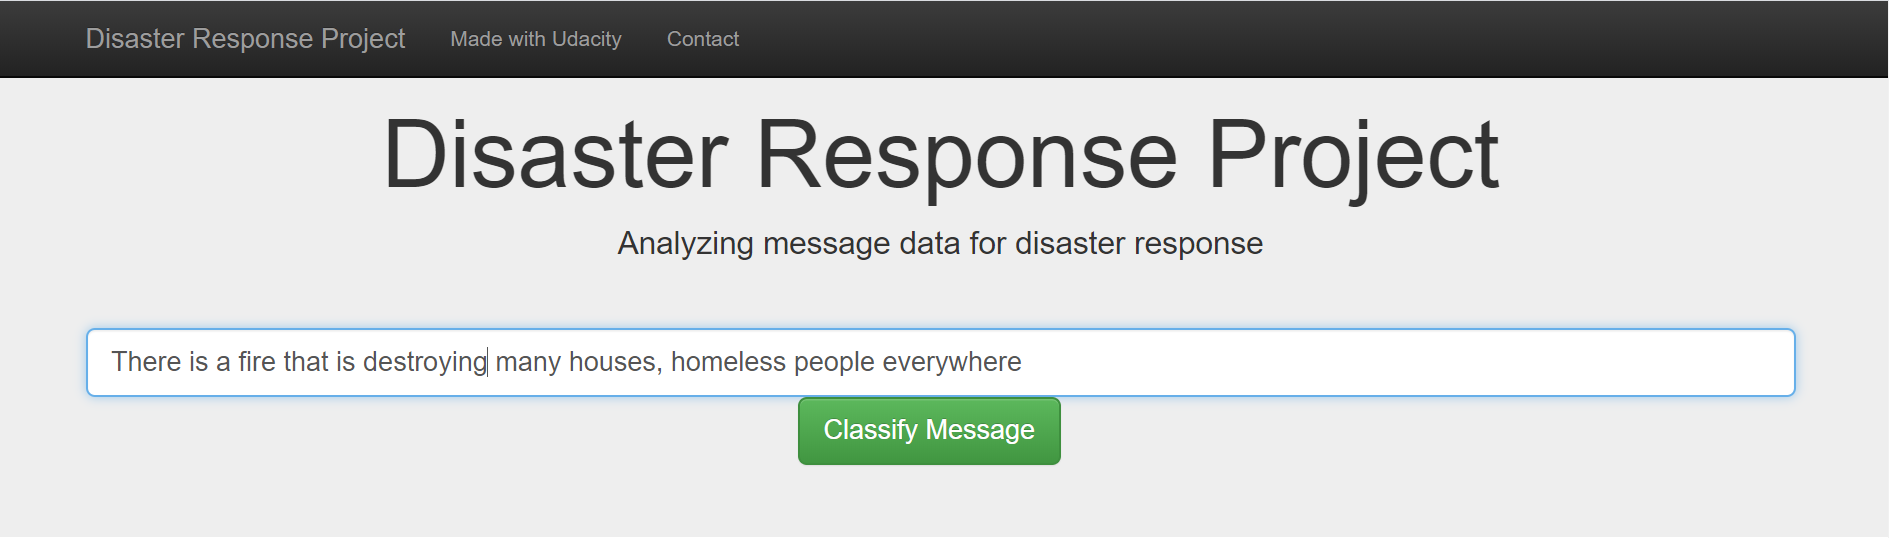 Disaster Response Project Made with Udacity Contact
Disaster Response Project
Analyzing message data for disaster response
There is a fire that is destroying many houses, homeless people everywhere
Classify Message